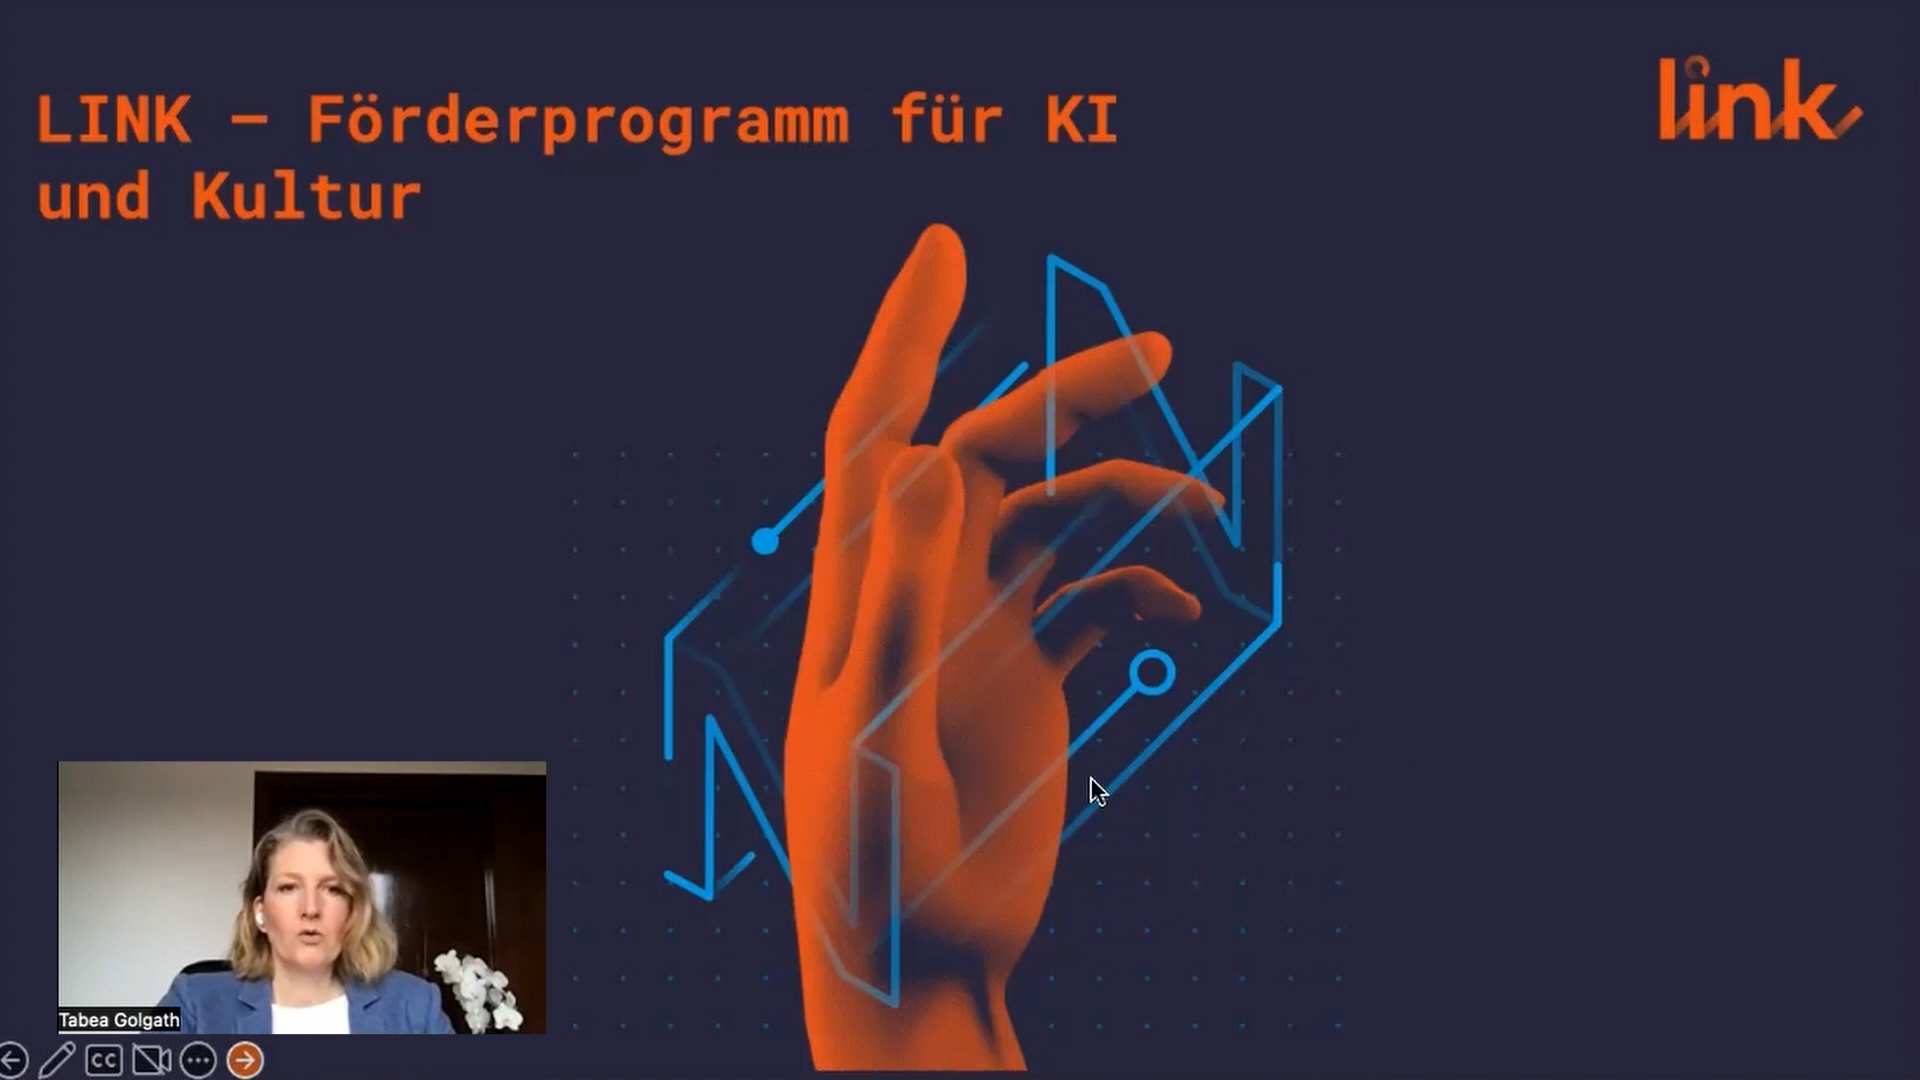 LINK – Förderprogramm für KI
und Kultur
link
Tabea Golgath
CC